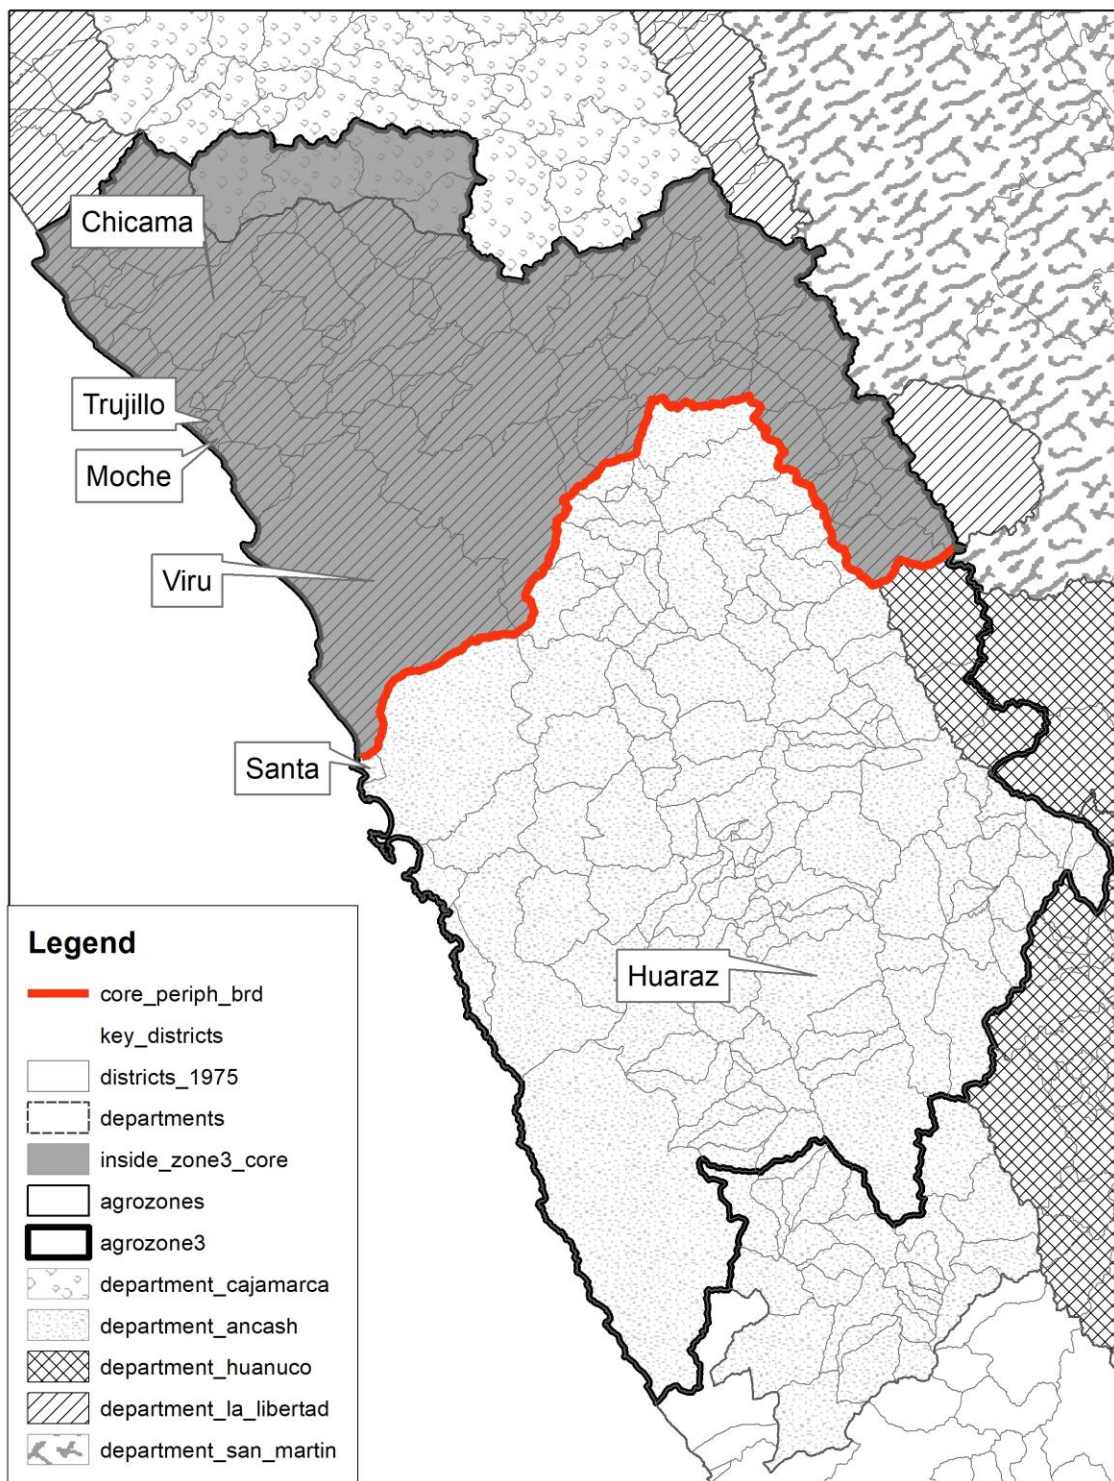 Chicama
Trujillo
Moche
Viru
Santa
Huaraz
Legend
core_periph_brd
key_districts
districts_1975
departments
inside_zone3_core
agrozones
agrozone3
department_cajamarca
department_ancash
department_huanuco
department_la_libertad
department_san_martin